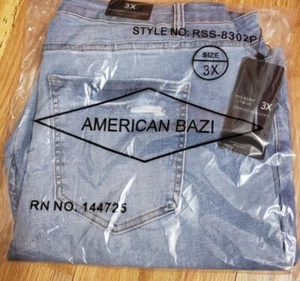 3X
STYLE NO: RSS-8302P
SIZE
3X
3X
AMERICAN BAZI
RN NO. 144725